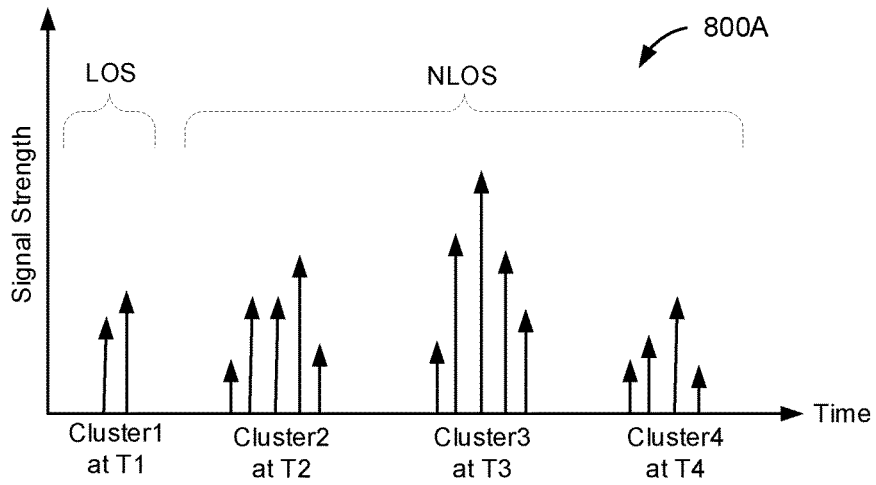 800A
LOS
NLOS
Signal Strength
Time
Cluster1
at T1
Cluster2
at T2
Cluster3
at T3
Cluster4
at T4